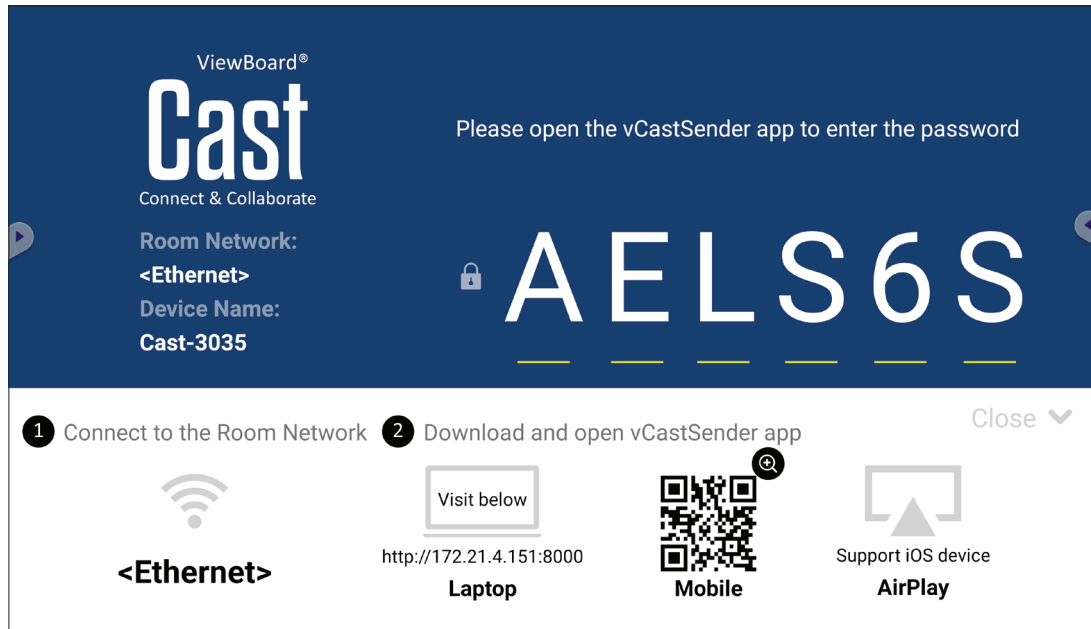 ViewBoard®
Cast
Connect & Collaborate
Room Network:
<Ethernet>
Device Name:
Cast-3035
Please open the vCastSender app to enter the password
AELS6S
1 Connect to the Room Network
<Ethernet>
2 Download and open vCastSender app
Close
Visit below
http://172.21.4.151:8000
Laptop
Mobile
Support iOS device
AirPlay